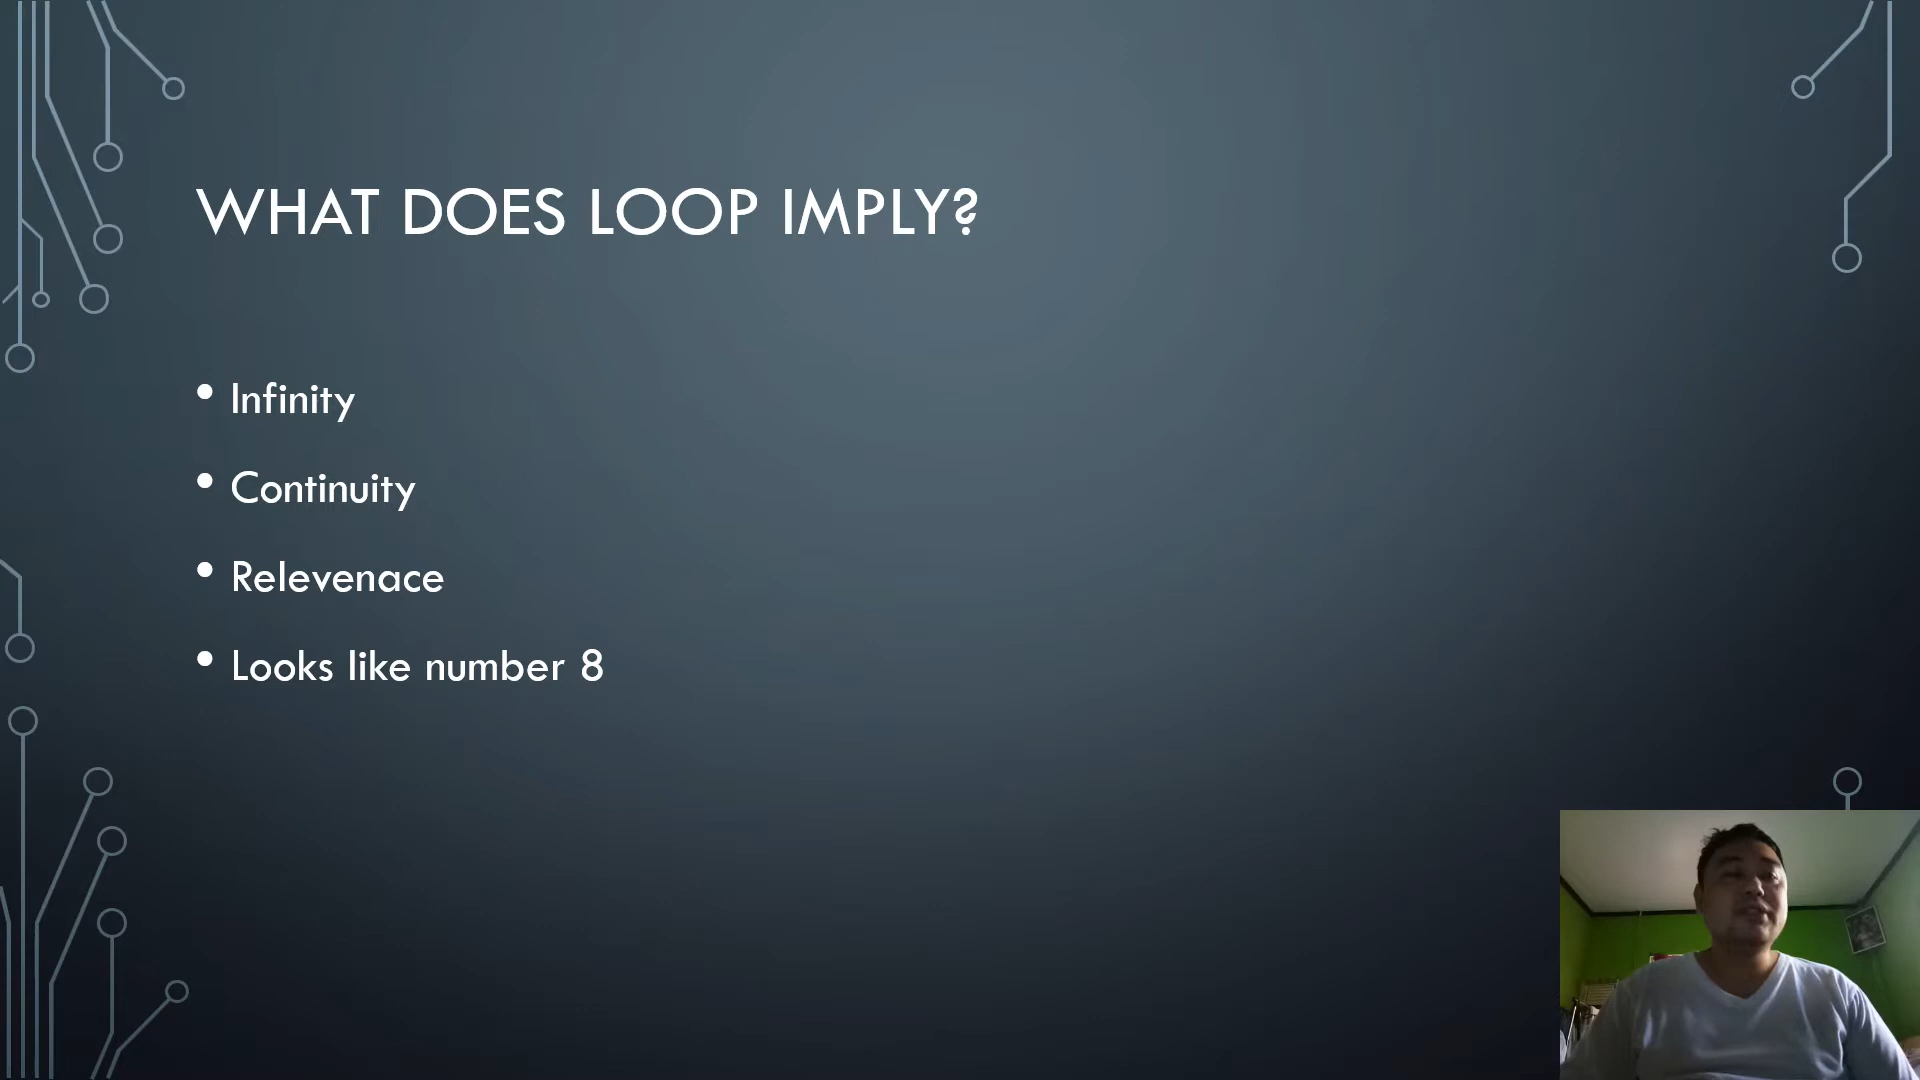 WHAT DOES LOOP IMPLY?
• Infinity
• Continuity
• Relevenace
• Looks like number 8